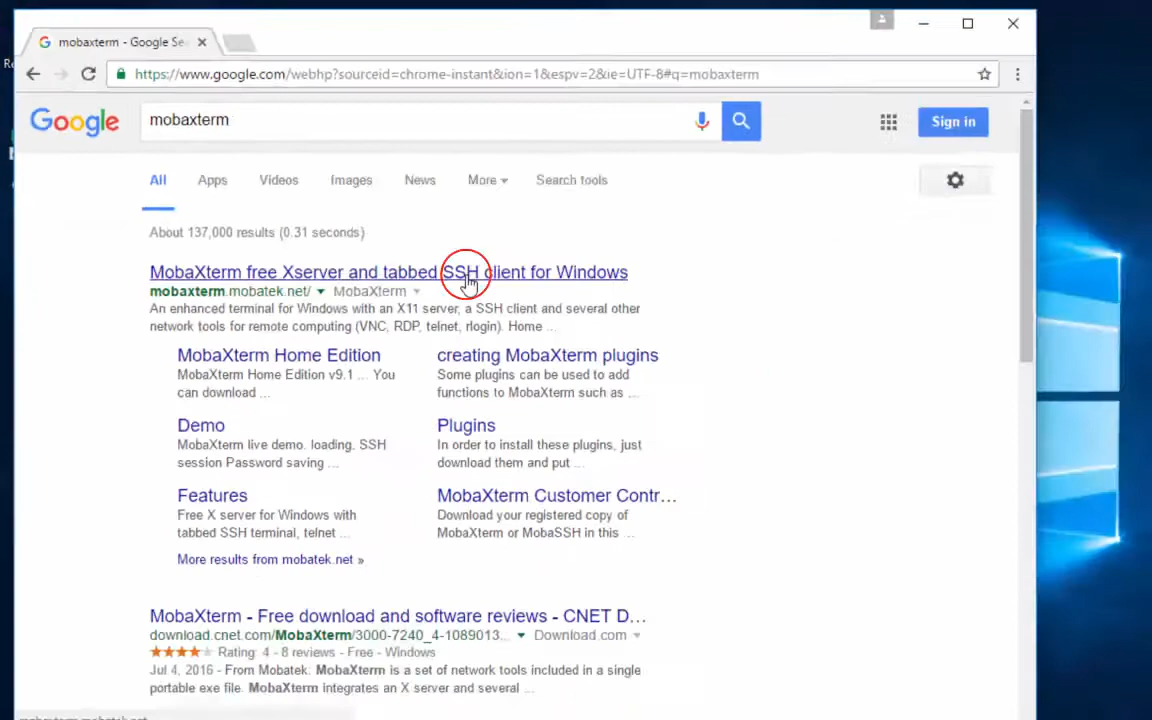 mobaxterm - Google Se
https://www.google.com/webhp?sourceid=chrome-instant&ion=1&espv=2&ie=UTF-8#q=mobaxterm
Google
mobaxterm
Sign in
All Apps Videos Images News More Search tools
About 137,000 results (0.31 seconds)
MobaXterm free Xserver and tabbed SSH client for Windows
mobaxterm.mobatek.net/ MobaXterm
An enhanced terminal for Windows with an X11 server, a SSH client and several other
network tools for remote computing (VNC, RDP, telnet, rlogin). Home ...
MobaXterm Home Edition
MobaXterm Home Edition v9.1 ... You
can download ...
creating MobaXterm plugins
Some plugins can be used to add
functions to MobaXterm such as ...
Demo
MobaXterm live demo. loading. SSH
session Password saving ...
Plugins
In order to install these plugins, just
download them and put ...
Features
Free X server for Windows with
tabbed SSH terminal, telnet ...
MobaXterm Customer Contr...
Download your registered copy of
MobaXterm or MobaSSH in this ...
More results from mobatek.net »
MobaXterm - Free download and software reviews - CNET D...
download.cnet.com/MobaXterm/3000-7240_4-1089013... Download.com
Rating: 4 - 8 reviews - Free - Windows
Jul 4, 2016 - From Mobatek: MobaXterm is a set of network tools included in a single
portable exe file. MobaXterm integrates an X server and several ...